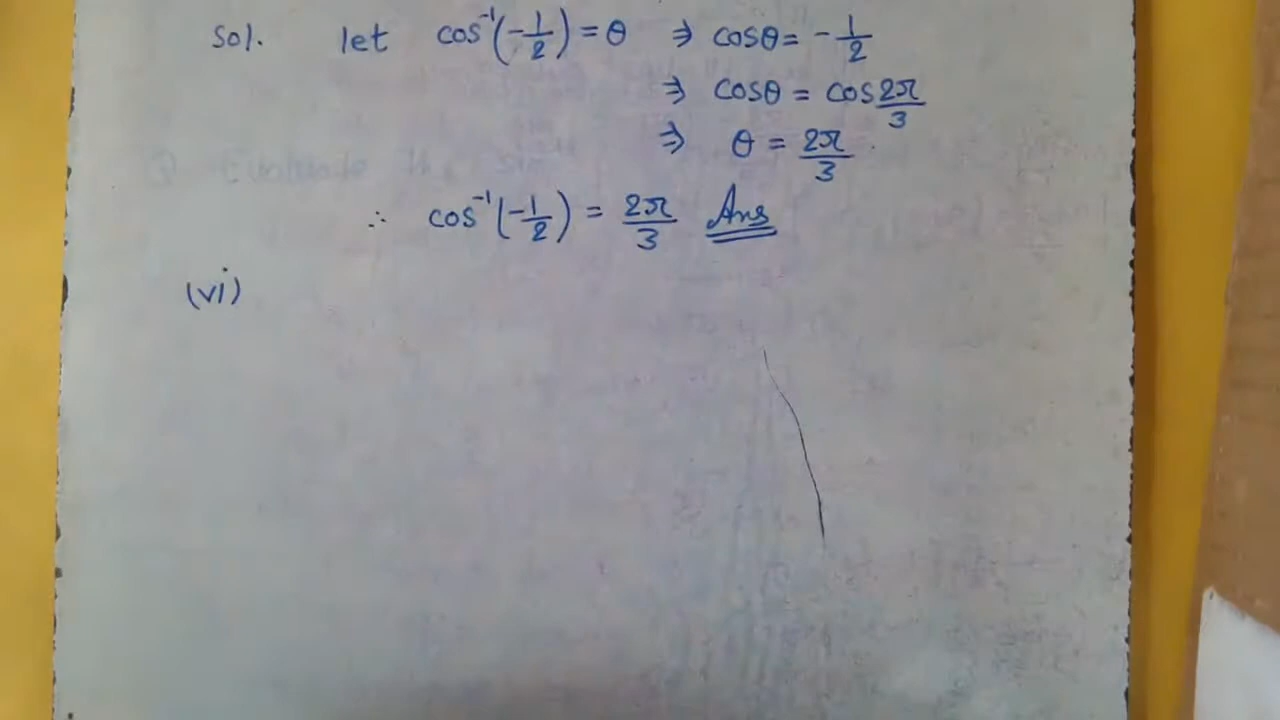 Sol. let cos⁻¹(-1/2) = θ ⇒ cosθ = -1/2
⇒ cosθ = cos 2π/3
⇒ θ = 2π/3
∴ cos⁻¹(-1/2) = 2π/3 Ans
(vi)